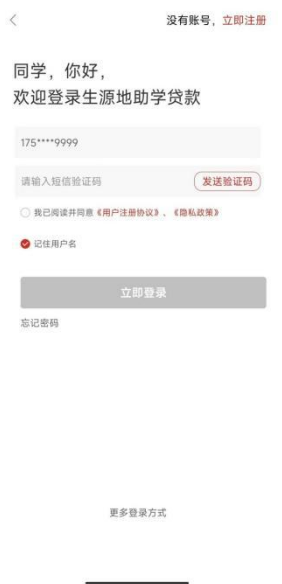 没有账号，立即注册
同学，你好，
欢迎登录生源地助学贷款
175****9999
请输入短信验证码 发送验证码
我已阅读并同意《用户注册协议》、《隐私政策》
记住用户名
立即登录
忘记密码
更多登录方式